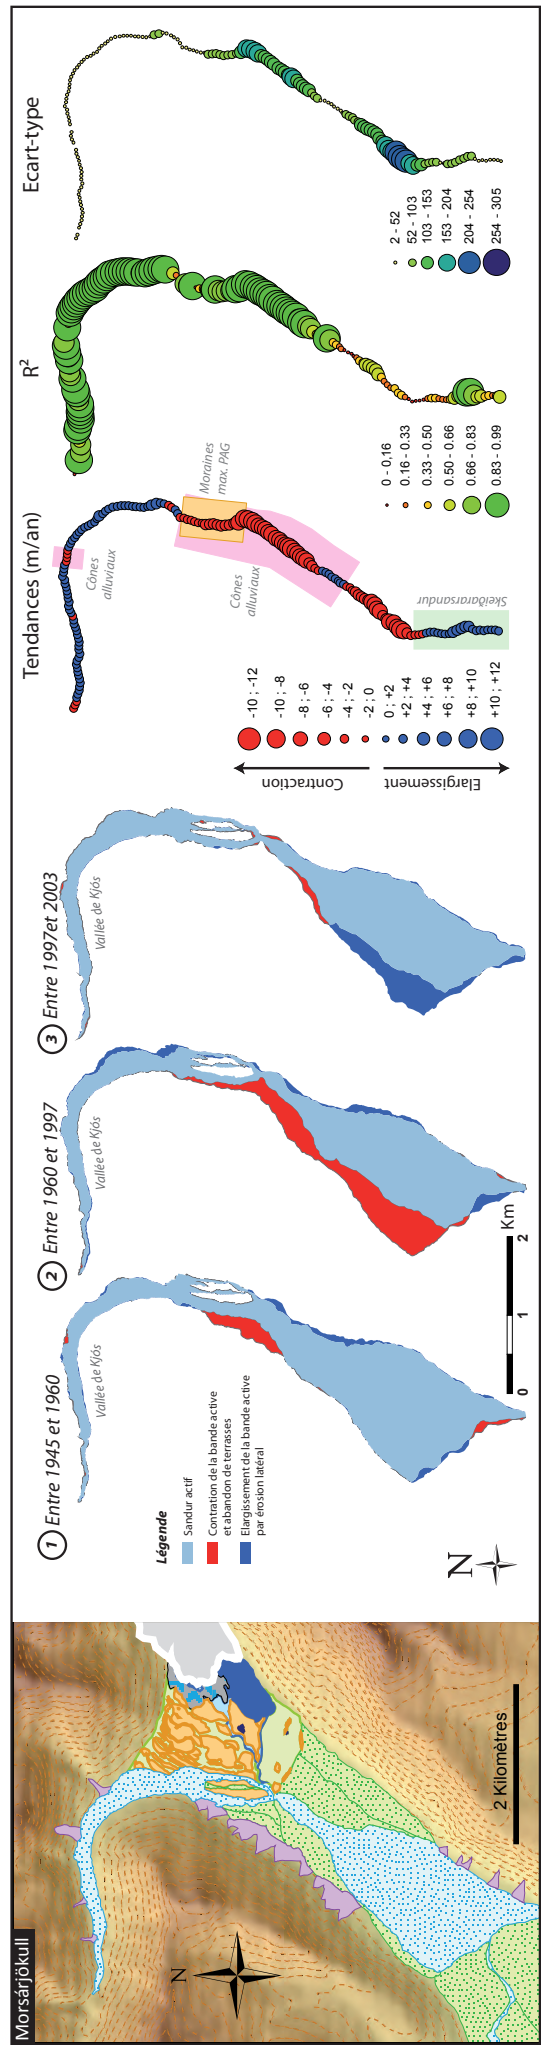 Morsárjökull
N
2 Kilomètres
1 Entre 1945 et 1960
Vallée de Kjós
Légende
Sandur actif
Contration de la bande active
et abandon de terrasses
Elargissement de la bande active
par érosion latéral
N
0 1 2
Km
2 Entre 1960 et 1997
Vallée de Kjós
3 Entre 1997et 2003
Vallée de Kjós
Tendances (m/an)
Cônes
alluviaux
Moraines
max. PAG
Cônes
alluviaux
Skeiðararsandur
Contraction
Elargissement
-10 ; -12
-10 ; -8
-8 ; -6
-6 ; -4
-4 ; -2
-2 ; 0
0 ; +2
+2 ; +4
+4 ; +6
+6 ; +8
+8 ; +10
+10 ; +12
R²
0 - 0,16
0.16 - 0.33
0.33 - 0.50
0.50 - 0.66
0.66 - 0.83
0.83 - 0.99
Ecart-type
2 - 52
52 - 103
103 - 153
153 - 204
204 - 254
254 - 305